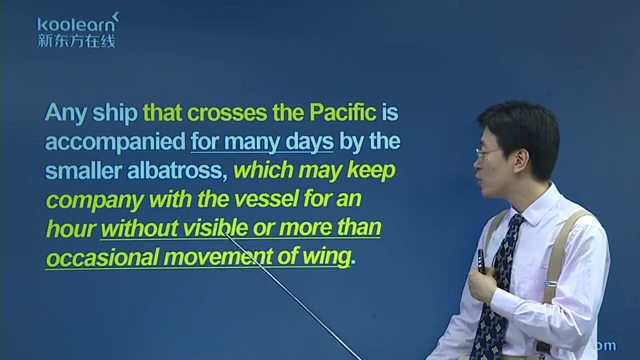 koolearn
新东方在线
Any ship that crosses the Pacific is
accompanied for many days by the
smaller albatross, which may keep
company with the vessel for an
hour without visible or more than
occasional movement of wing.
om